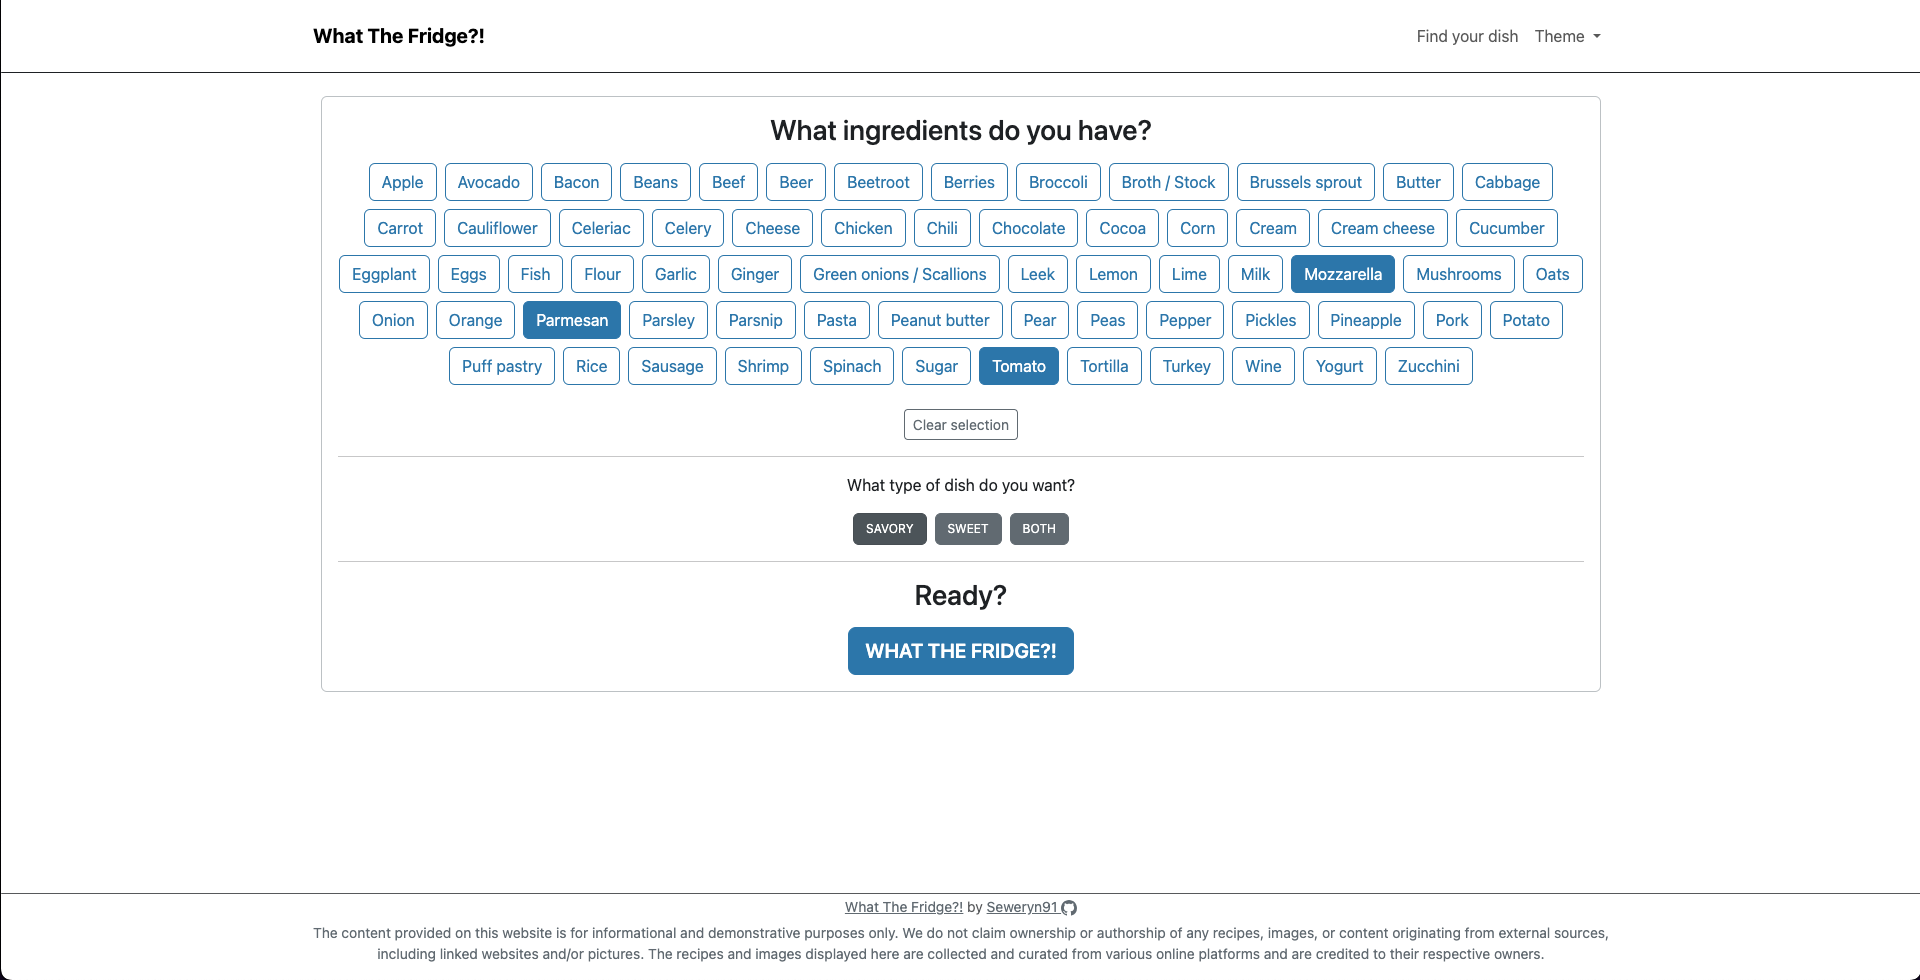 What The Fridge?! Find your dish Theme
What ingredients do you have?
Apple Avocado Bacon Beans Beef Beer Beetroot Berries Broccoli Broth / Stock Brussels sprout Butter Cabbage
Carrot Cauliflower Celeriac Celery Cheese Chicken Chili Chocolate Cocoa Corn Cream Cream cheese Cucumber
Eggplant Eggs Fish Flour Garlic Ginger Green onions / Scallions Leek Lemon Lime Milk Mozzarella Mushrooms Oats
Onion Orange Parmesan Parsley Parsnip Pasta Peanut butter Pear Peas Pepper Pickles Pineapple Pork Potato
Puff pastry Rice Sausage Shrimp Spinach Sugar Tomato Tortilla Turkey Wine Yogurt Zucchini
Clear selection
What type of dish do you want?
SAVORY SWEET BOTH
Ready?
WHAT THE FRIDGE?!
What The Fridge?! by Seweryn91
The content provided on this website is for informational and demonstrative purposes only. We do not claim ownership or authorship of any recipes, images, or content originating from external sources,
including linked websites and/or pictures. The recipes and images displayed here are collected and curated from various online platforms and are credited to their respective owners.